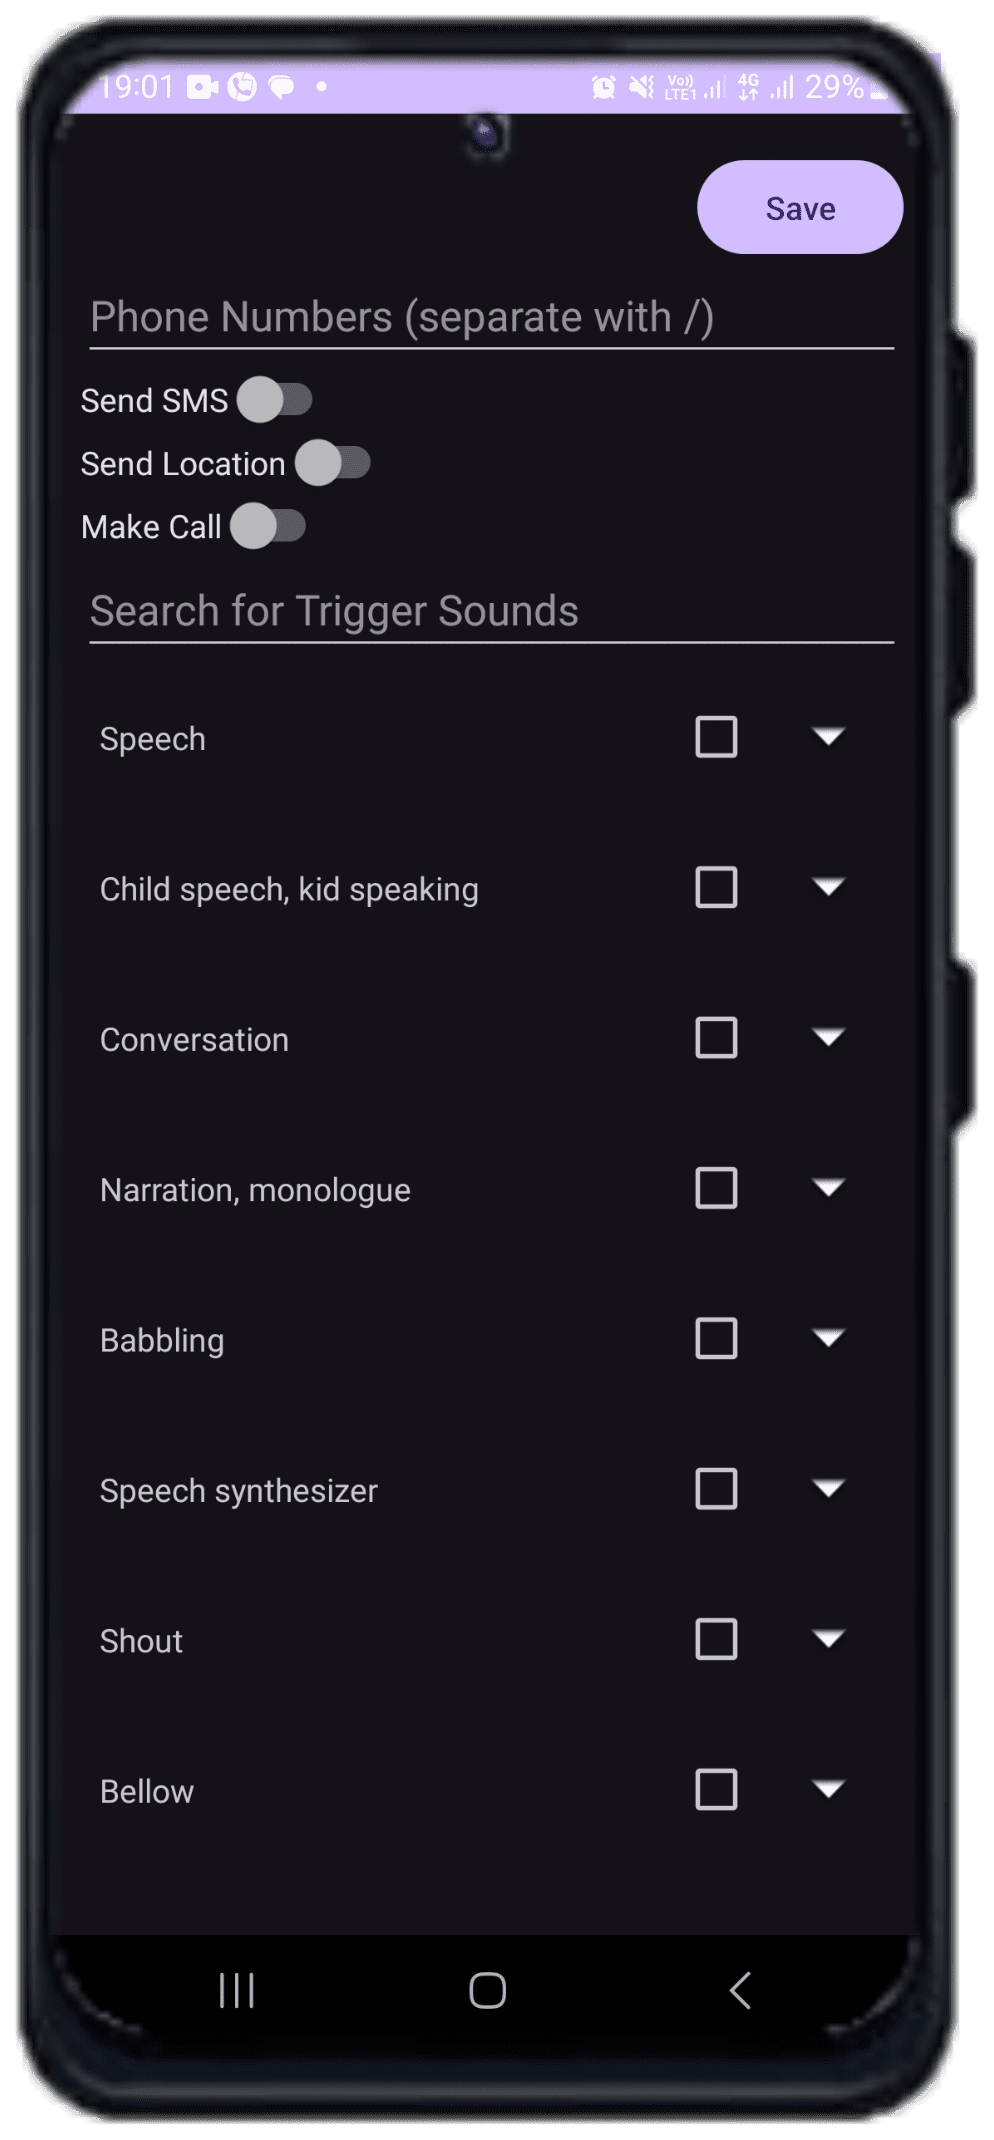 19:01 Vo) LTE1 4G 29%
Save
Phone Numbers (separate with /)
Send SMS
Send Location
Make Call
Search for Trigger Sounds
Speech
Child speech, kid speaking
Conversation
Narration, monologue
Babbling
Speech synthesizer
Shout
Bellow